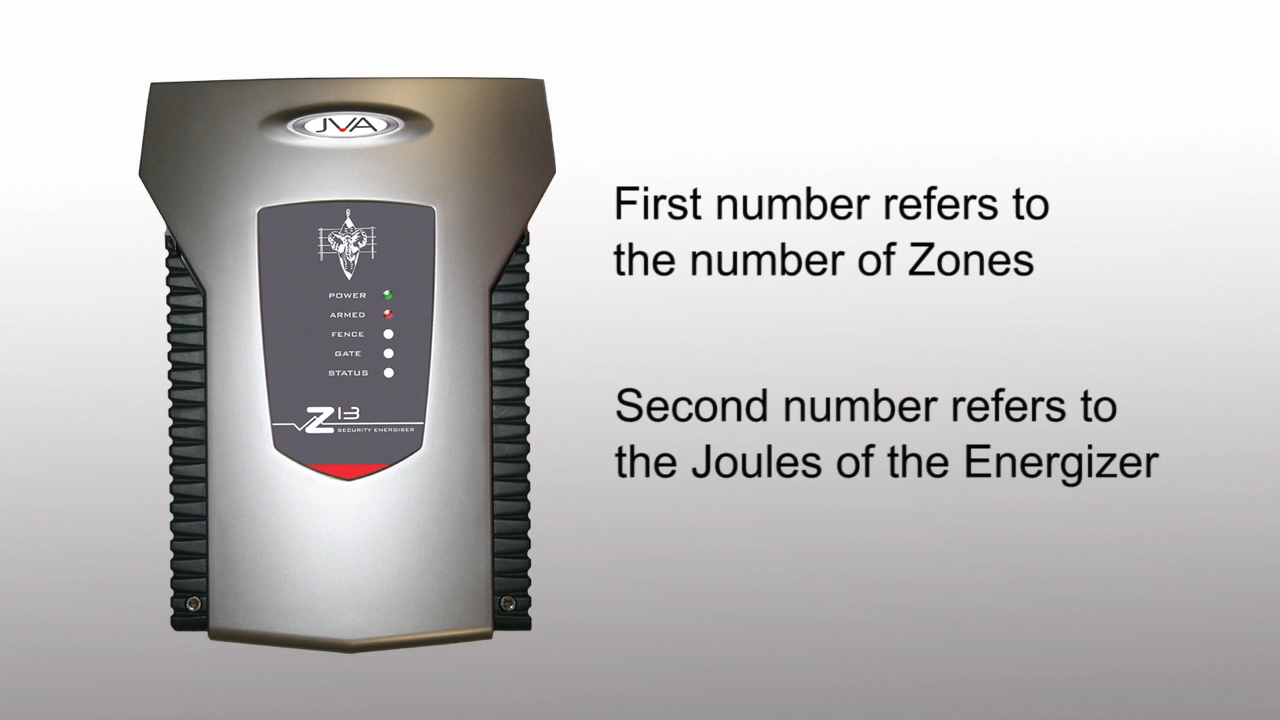 JVA
POWER
ARMED
FENCE
GATE
STATUS
Z13
SECURITY ENERGISER
First number refers to
the number of Zones
Second number refers to
the Joules of the Energizer